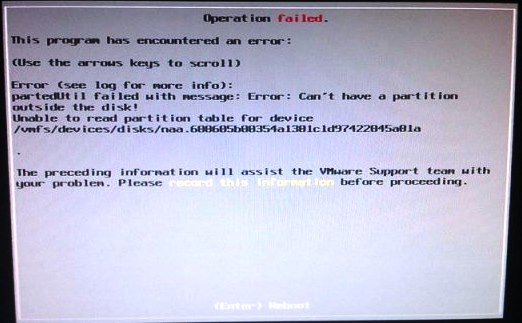 Operation failed.
This program has encountered an error:
(Use the arrows keys to scroll)
Error (see log for more info):
partedUtil failed with message: Error: Can't have a partition
outside the disk!
Unable to read partition table for device
/vmfs/devices/disks/naa.600605b00354a1301c1d97422045a01a
.
The preceding information will assist the VMware Support team with
your problem. Please record this information before proceeding.
(Enter) Reboot